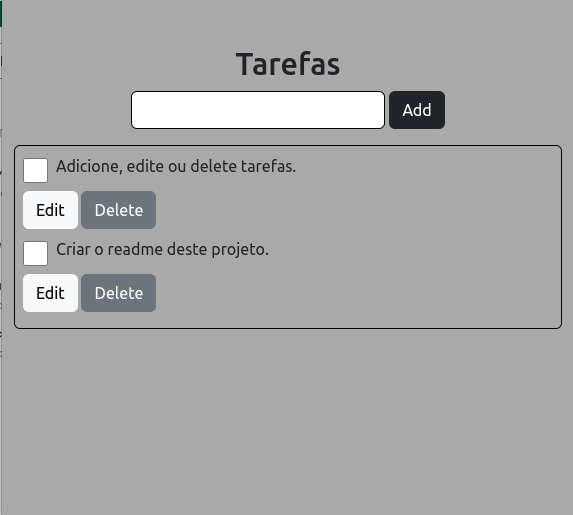 Tarefas
Add
Adicione, edite ou delete tarefas.
Edit Delete
Criar o readme deste projeto.
Edit Delete